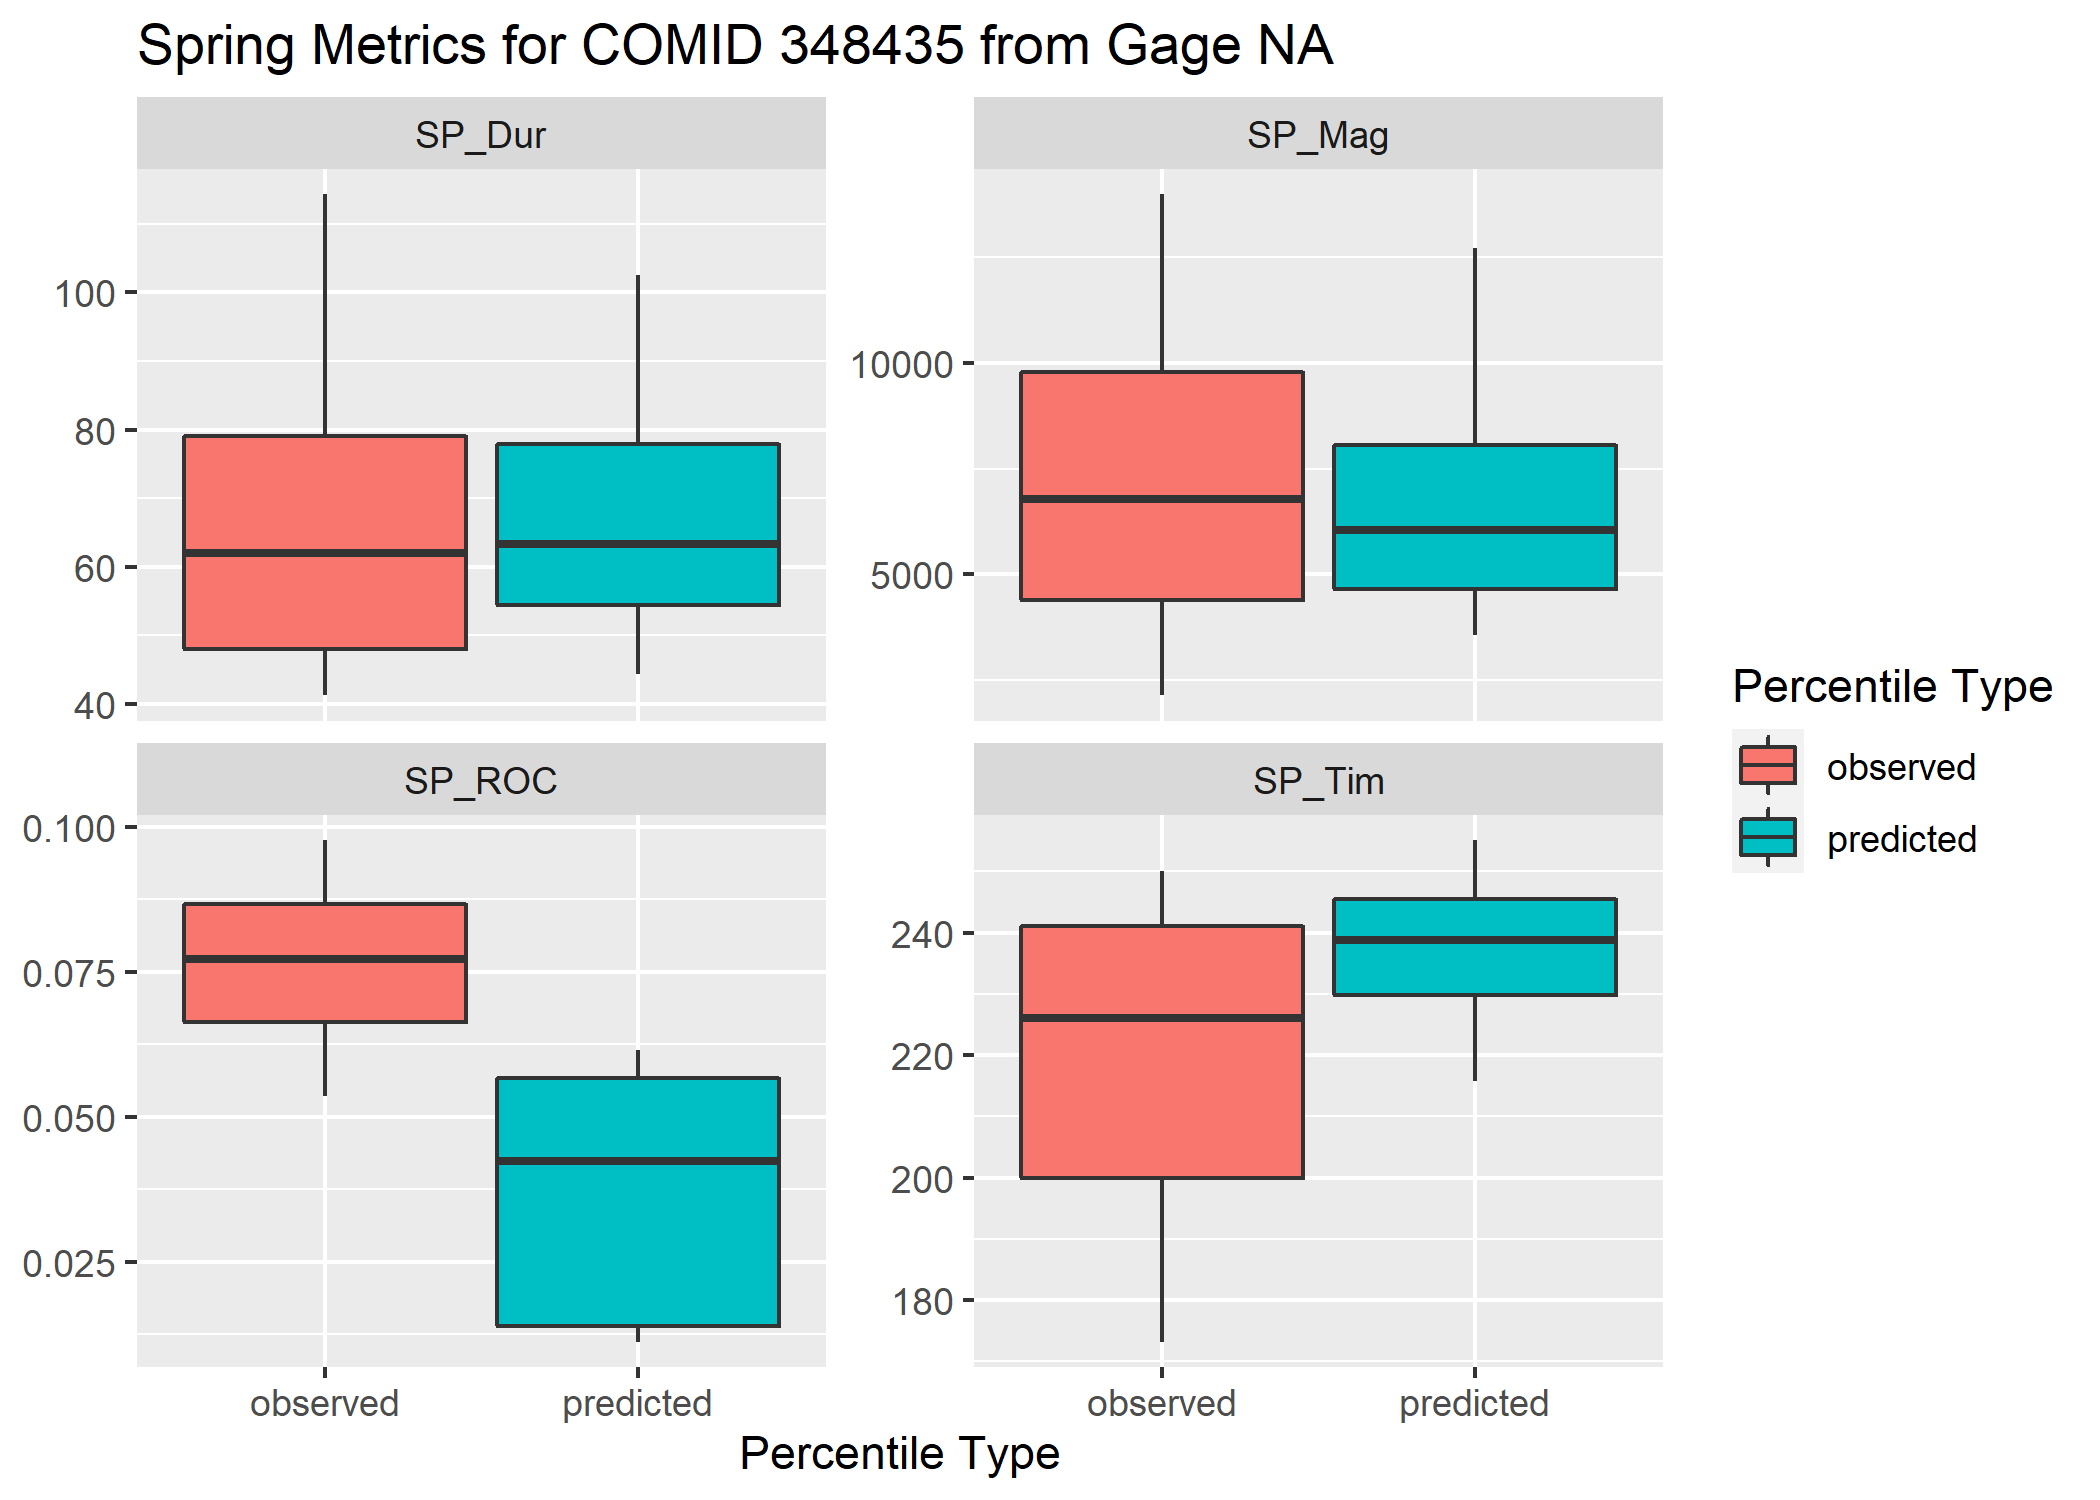 Spring Metrics for COMID 348435 from Gage NA
SP_Dur
SP_Mag
100
80
60
40
10000
5000
SP_ROC
SP_Tim
0.100
0.075
0.050
0.025
240
220
200
180
observed
predicted
observed
predicted
Percentile Type
Percentile Type
observed
predicted